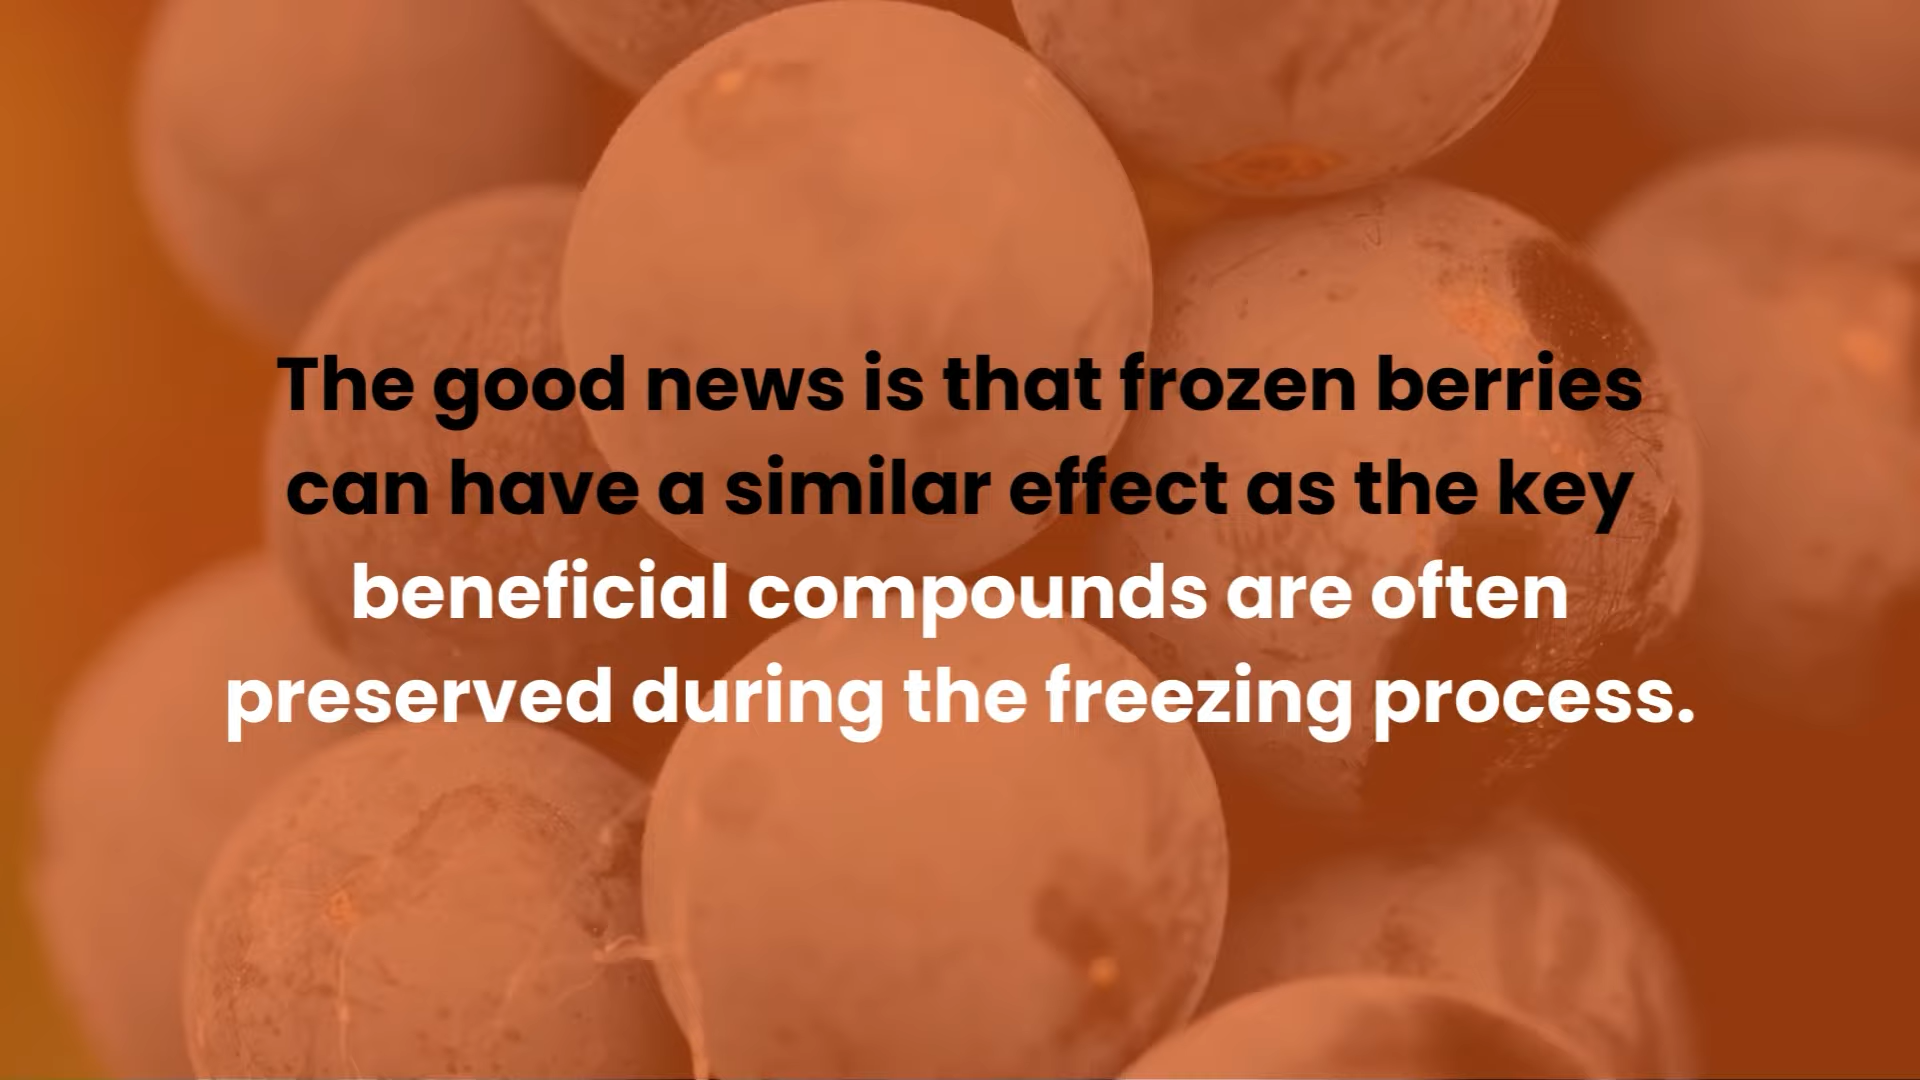 The good news is that frozen berries
can have a similar effect as the key
beneficial compounds are often
preserved during the freezing process.